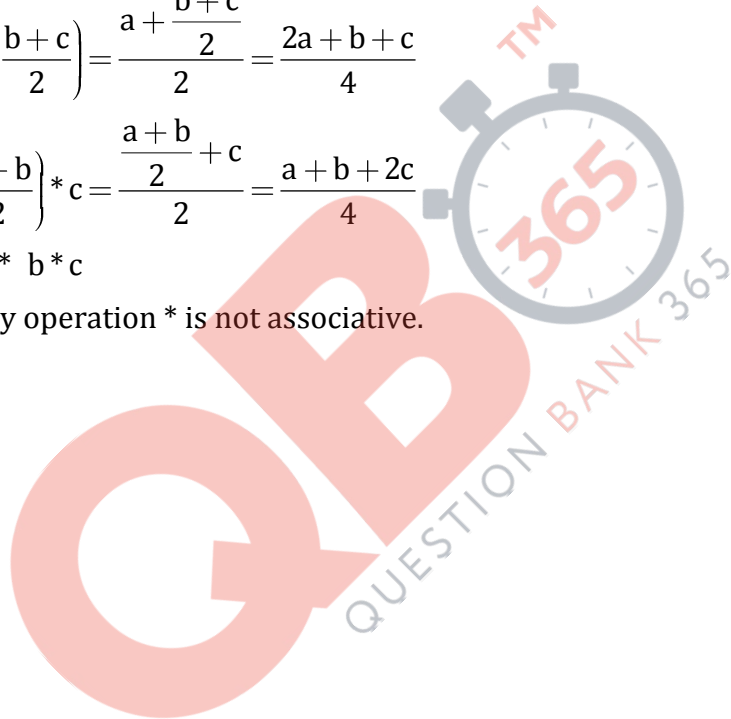 b + c / 2) = (a + (b + c)/2) / 2 = (2a + b + c) / 4
b / 2) * c = ((a + b)/2 + c) / 2 = (a + b + 2c) / 4
* b * c
y operation * is not associative.
QB
365
TM
QUESTION BANK 365